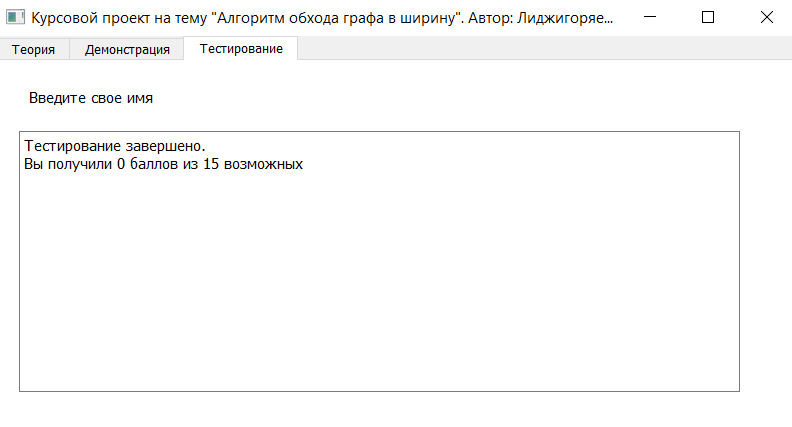 Курсовой проект на тему "Алгоритм обхода графа в ширину". Автор: Лиджигоряе...
Теория
Демонстрация
Тестирование
Введите свое имя
Тестирование завершено.
Вы получили 0 баллов из 15 возможных